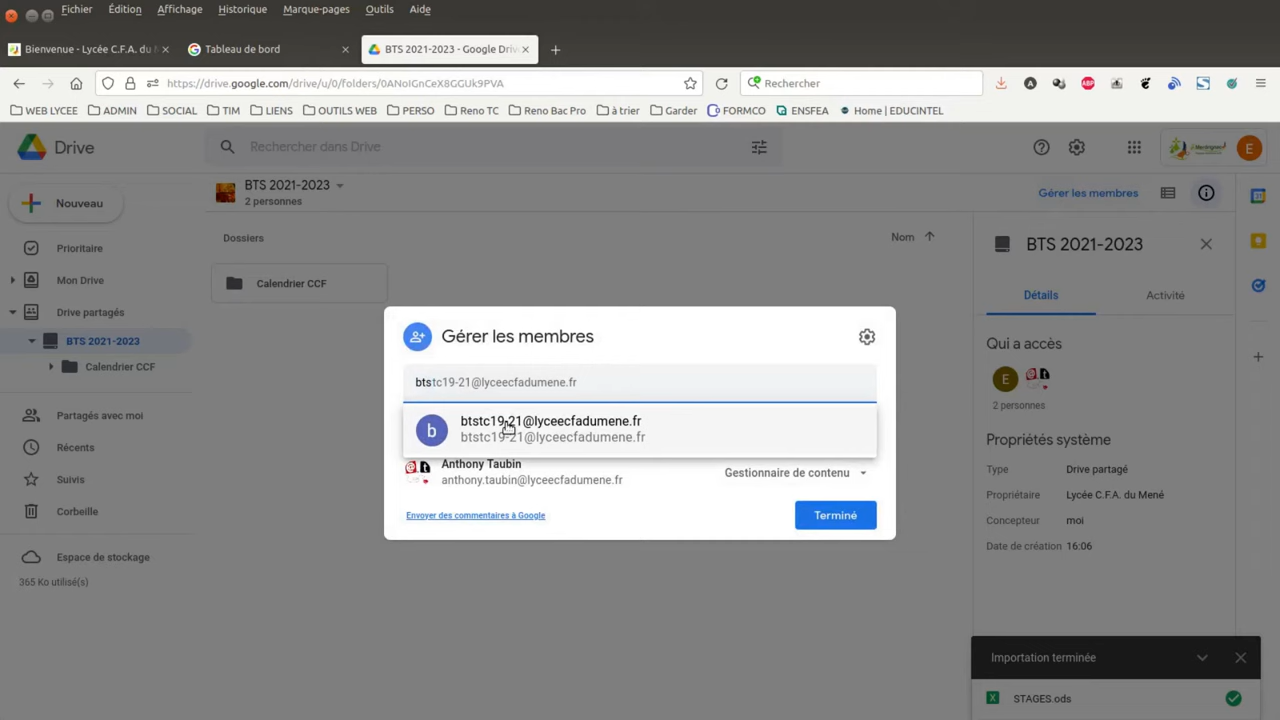 Fichier Édition Affichage Historique Marque-pages Outils Aide
Bienvenue - Lycée C.F.A. du M Tableau de bord BTS 2021-2023 - Google Driv
https://drive.google.com/drive/u/0/folders/0ANoIGnCeX8GGUk9PVA Rechercher
WEB LYCEE ADMIN SOCIAL TIM LIENS OUTILS WEB PERSO Reno TC Reno Bac Pro à trier Garder FORMCO ENSFEA Home | EDUCINTEL
Drive Rechercher dans Drive E
Nouveau
BTS 2021-2023
2 personnes
Gérer les membres
Prioritaire
Mon Drive
Drive partagés
BTS 2021-2023
Calendrier CCF
Partagés avec moi
Récents
Suivis
Corbeille
Espace de stockage
365 Ko utilisé(s)
Dossiers
Nom
Calendrier CCF
Gérer les membres
btstc19-21@lyceecfadumene.fr
b
btstc19-21@lyceecfadumene.fr
btstc19-21@lyceecfadumene.fr
Anthony Taubin
anthony.taubin@lyceecfadumene.fr
Gestionnaire de contenu
Envoyer des commentaires à Google
Terminé
BTS 2021-2023
Détails Activité
Qui a accès
E
2 personnes
Propriétés système
Type Drive partagé
Propriétaire Lycée C.F.A. du Mené
Concepteur moi
Date de création 16:06
Importation terminée
STAGES.ods